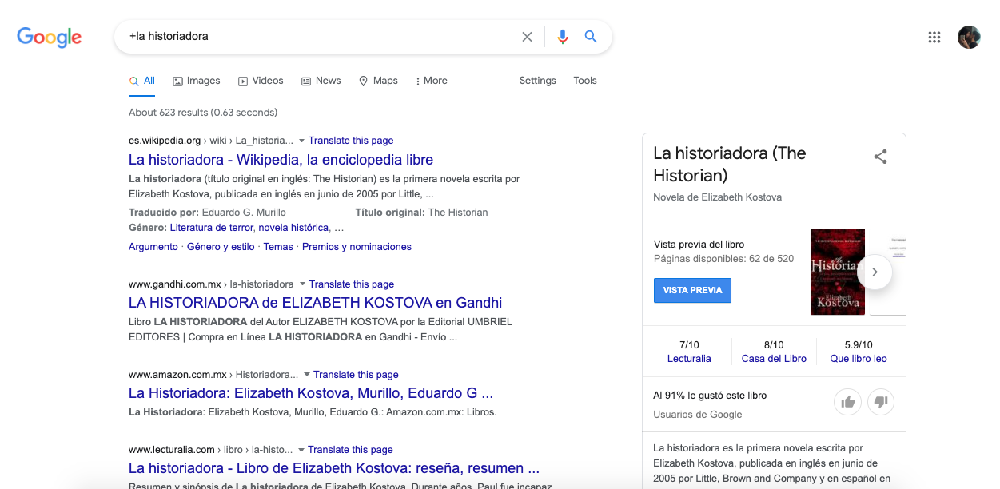 Google
+la historiadora
All
Images
Videos
News
Maps
More
Settings
Tools
About 623 results (0.63 seconds)
es.wikipedia.org › wiki › La_historia... Translate this page
La historiadora - Wikipedia, la enciclopedia libre
La historiadora (título original en inglés: The Historian) es la primera novela escrita por
Elizabeth Kostova, publicada en inglés en junio de 2005 por Little, ...
Traducido por: Eduardo G. Murillo
Título original: The Historian
Género: Literatura de terror, novela histórica, …
Argumento · Género y estilo · Temas · Premios y nominaciones
www.gandhi.com.mx › la-historiadora Translate this page
LA HISTORIADORA de ELIZABETH KOSTOVA en Gandhi
Libro LA HISTORIADORA del Autor ELIZABETH KOSTOVA por la Editorial UMBRIEL
EDITORES | Compra en Línea LA HISTORIADORA en Gandhi - Envío ...
www.amazon.com.mx › Historiadora... Translate this page
La Historiadora: Elizabeth Kostova, Murillo, Eduardo G ...
La Historiadora: Elizabeth Kostova, Murillo, Eduardo G.: Amazon.com.mx: Libros.
www.lecturalia.com › libro › la-histo... Translate this page
La historiadora - Libro de Elizabeth Kostova: reseña, resumen ...
Resumen y sinópsis de La historiadora de Elizabeth Kostova. Durante años, Paul fue incapaz
La historiadora (The
Historian)
Novela de Elizabeth Kostova
Vista previa del libro
Páginas disponibles: 62 de 520
VISTA PREVIA
the
Historian
Elizabeth
Kostova
7/10
Lecturalia
8/10
Casa del Libro
5.9/10
Que libro leo
Al 91% le gustó este libro
Usuarios de Google
La historiadora es la primera novela escrita por
Elizabeth Kostova, publicada en inglés en junio de
2005 por Little, Brown and Company y en español en